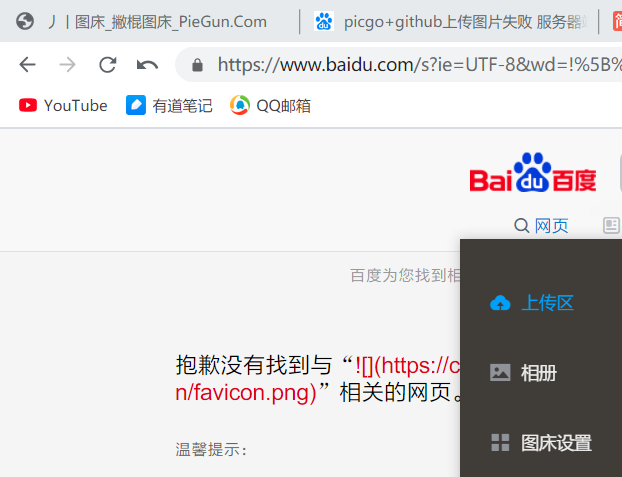 丿丨图床_撇棍图床_PieGun.Com
picgo+github上传图片失败 服务器
https://www.baidu.com/s?ie=UTF-8&wd=!%5B%
YouTube
有道笔记
QQ邮箱
Bai du 百度
网页
百度为您找到相
上传区
抱歉没有找到与“![](https://c
n/favicon.png)”相关的网页。
相册
温馨提示：
图床设置